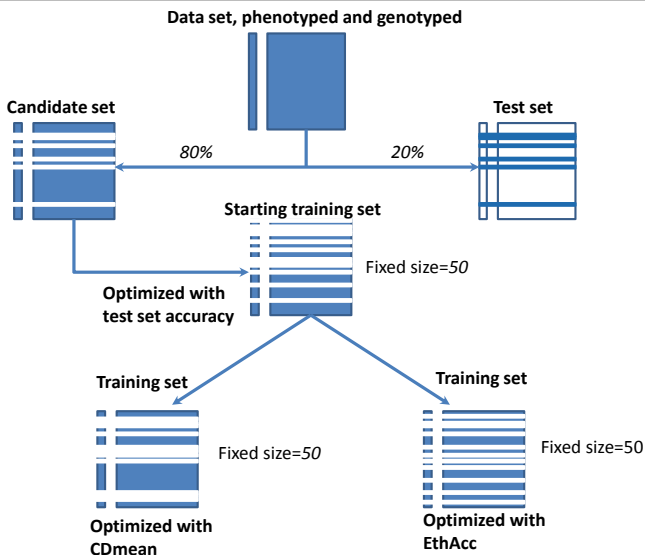 Data set, phenotyped and genotyped
Candidate set
Test set
80%
20%
Starting training set
Fixed size=50
Optimized with
test set accuracy
Training set
Training set
Fixed size=50
Fixed size=50
Optimized with
CDmean
Optimized with
EthAcc